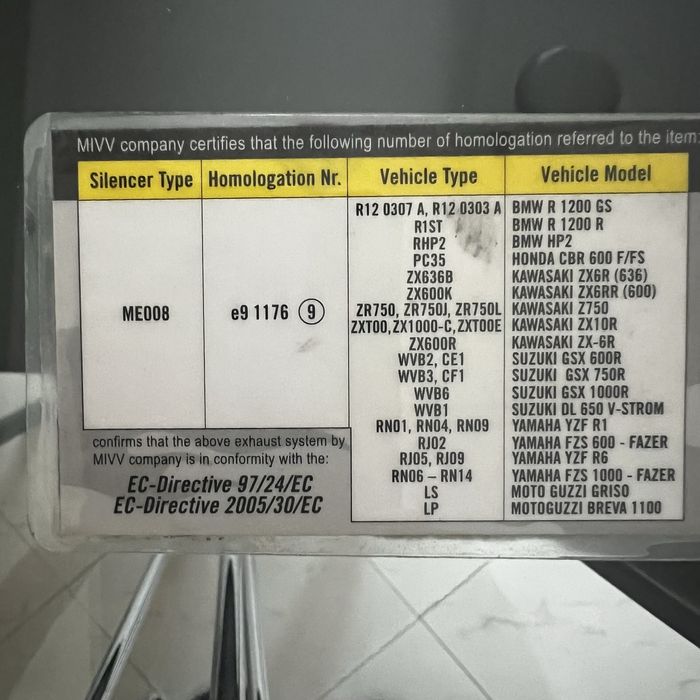 MIVV company certifies that the following number of homologation referred to the item
Silencer Type Homologation Nr. Vehicle Type Vehicle Model
ME008 e9 1176 9
R12 0307 A, R12 0303 A BMW R 1200 GS
R1ST BMW R 1200 R
RHP2 BMW HP2
PC35 HONDA CBR 600 F/FS
ZX636B KAWASAKI ZX6R (636)
ZX600K KAWASAKI ZX6RR (600)
ZR750, ZR750J, ZR750L KAWASAKI Z750
ZXT00,ZX1000-C,ZXT00E KAWASAKI ZX10R
ZX600R KAWASAKI ZX-6R
WVB2, CE1 SUZUKI GSX 600R
WVB3, CF1 SUZUKI GSX 750R
WVB6 SUZUKI GSX 1000R
WVB1 SUZUKI DL 650 V-STROM
RN01, RN04, RN09 YAMAHA YZF R1
RJ02 YAMAHA FZS 600 - FAZER
RJ05, RJ09 YAMAHA YZF R6
RN06 – RN14 YAMAHA FZS 1000 - FAZER
LS MOTO GUZZI GRISO
LP MOTOGUZZI BREVA 1100
confirms that the above exhaust system by
MIVV company is in conformity with the:
EC-Directive 97/24/EC
EC-Directive 2005/30/EC